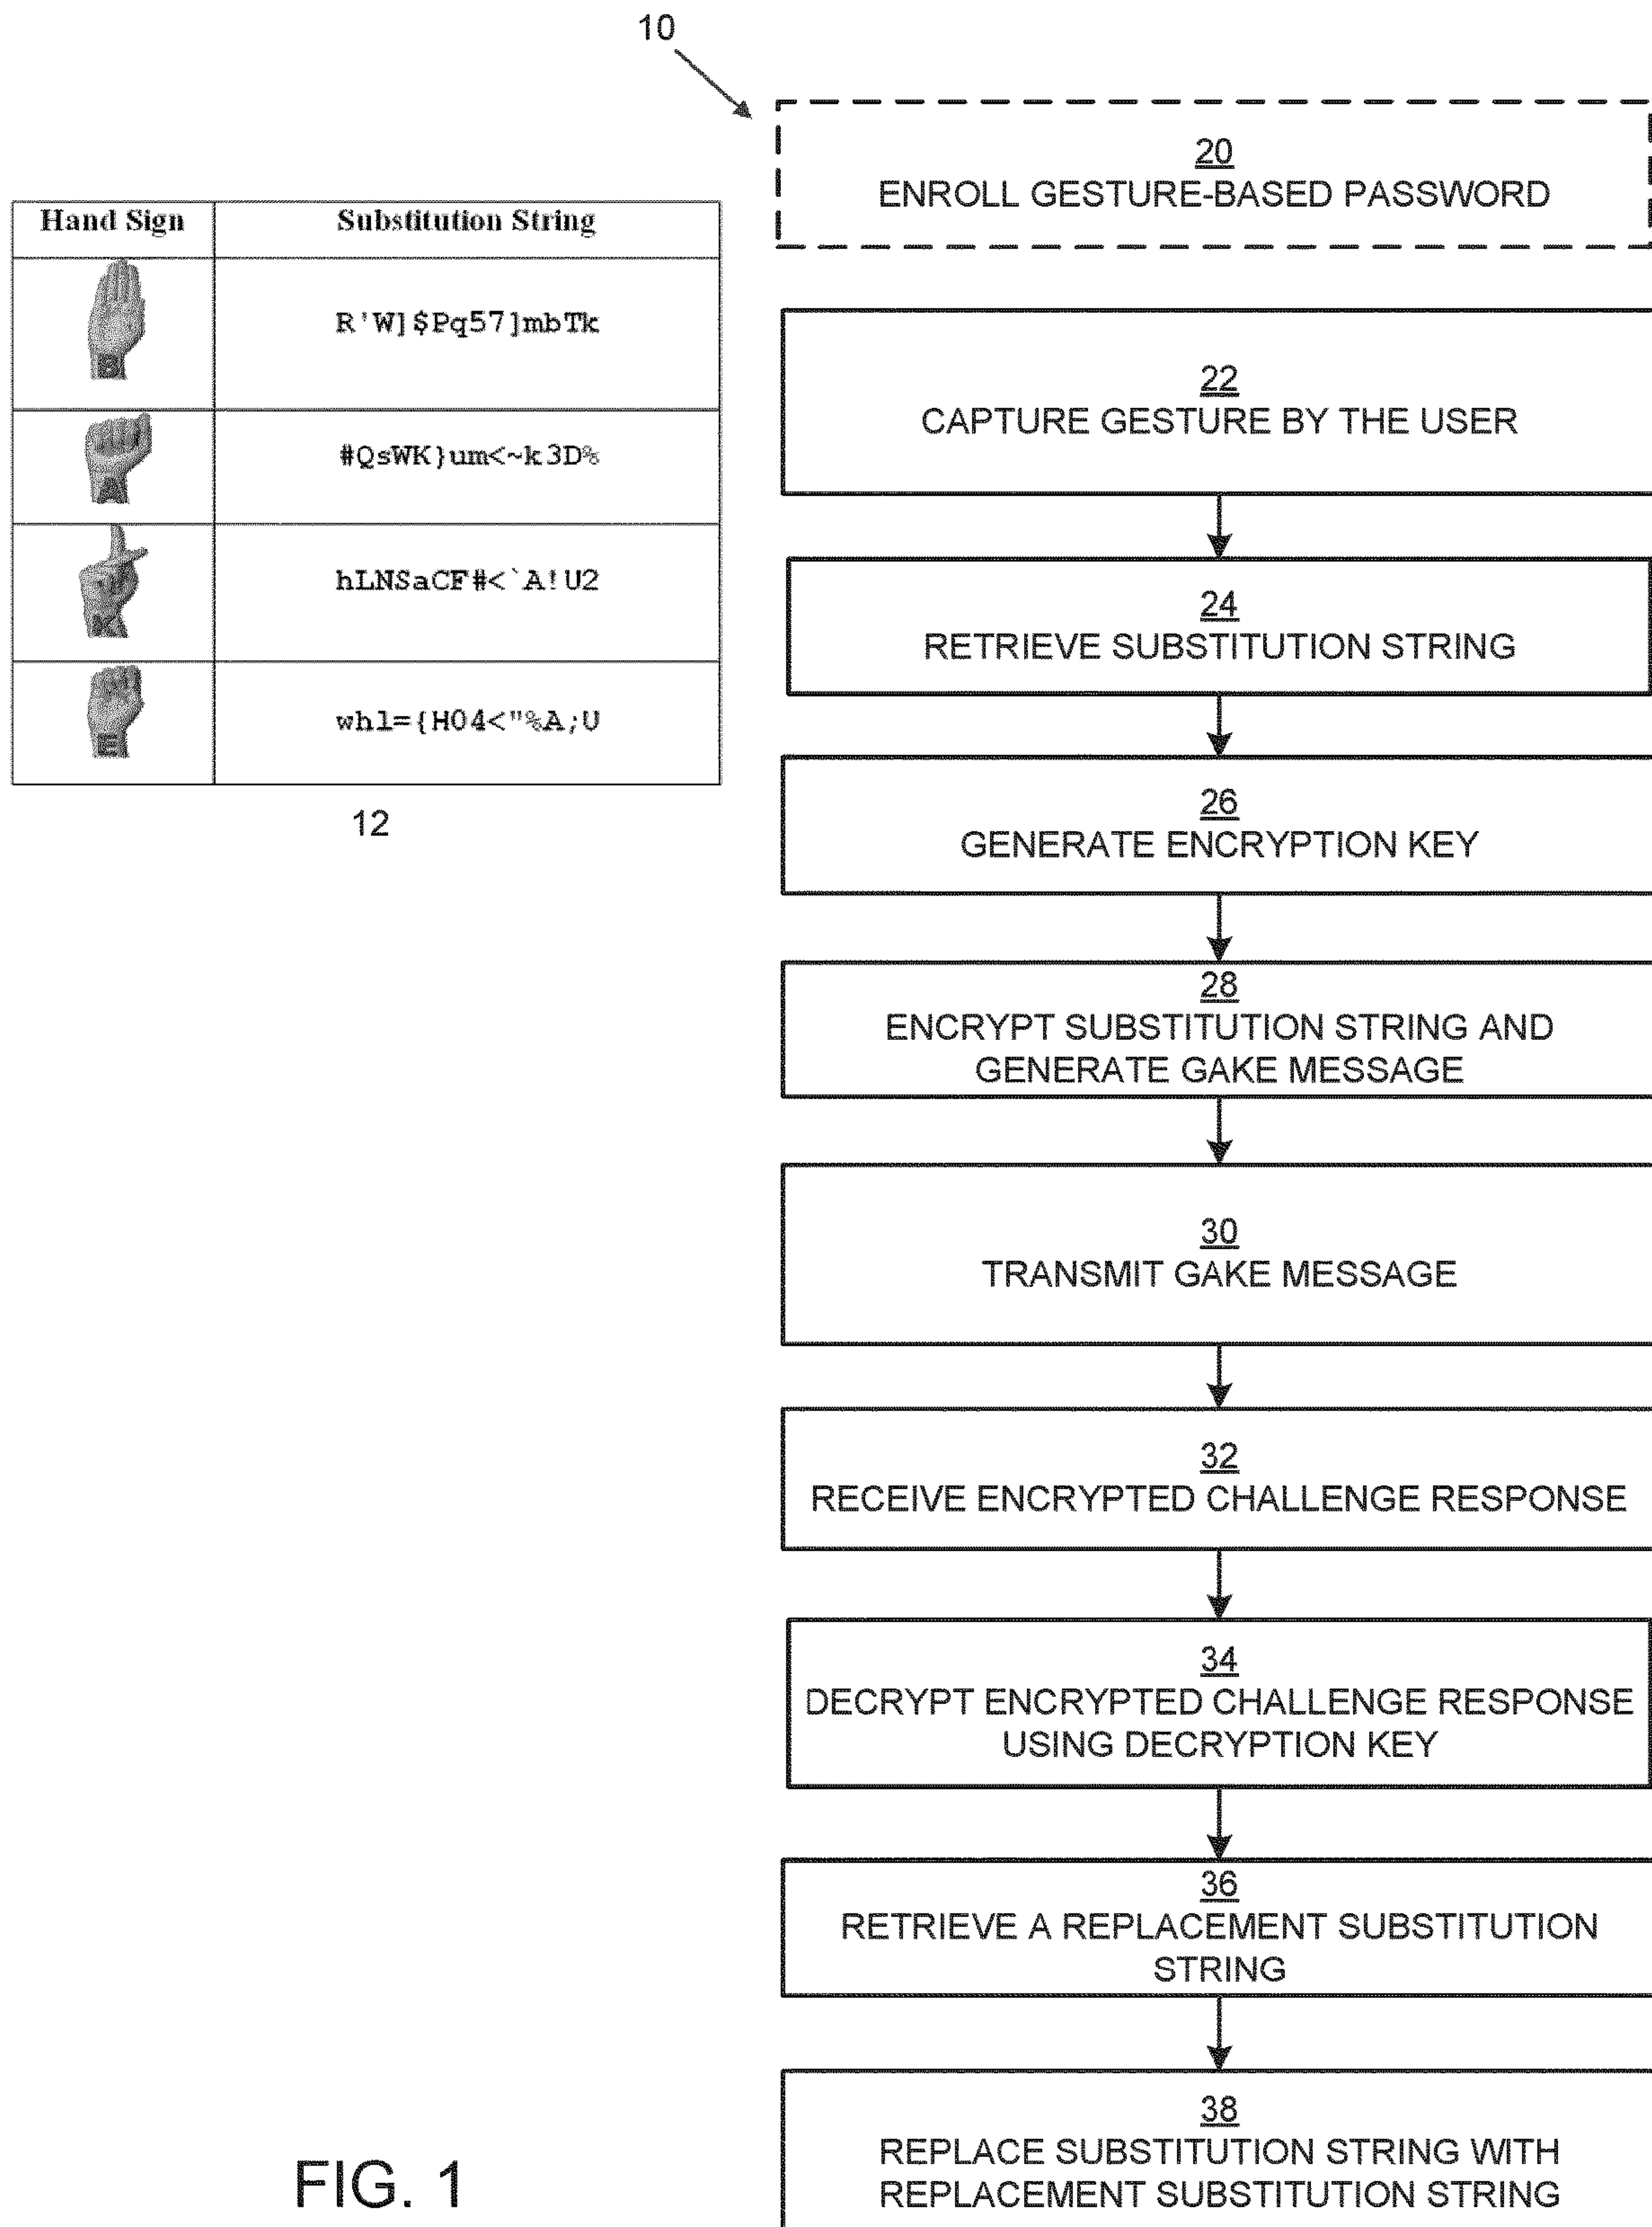 10
20
ENROLL GESTURE-BASED PASSWORD
Hand Sign Substitution String
B R'W]$Pq57]mbTk
A #QsWK}um<~k3D%
K hLNSaCF#<`A!U2
E whl={H04<"%A;U
12
22
CAPTURE GESTURE BY THE USER
24
RETRIEVE SUBSTITUTION STRING
26
GENERATE ENCRYPTION KEY
28
ENCRYPT SUBSTITUTION STRING AND
GENERATE GAKE MESSAGE
30
TRANSMIT GAKE MESSAGE
32
RECEIVE ENCRYPTED CHALLENGE RESPONSE
34
DECRYPT ENCRYPTED CHALLENGE RESPONSE
USING DECRYPTION KEY
36
RETRIEVE A REPLACEMENT SUBSTITUTION
STRING
38
REPLACE SUBSTITUTION STRING WITH
REPLACEMENT SUBSTITUTION STRING
FIG. 1